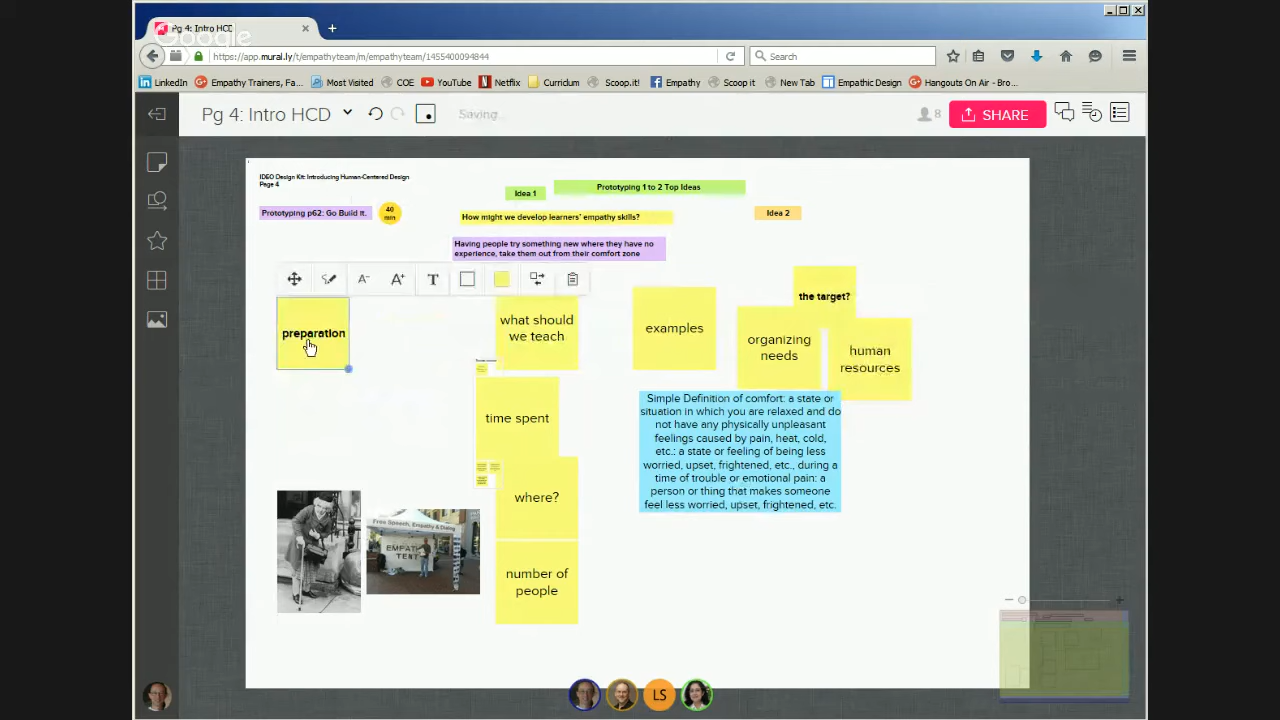 Pg 4: Intro HCD
Google
https://app.mural.ly/t/empathyteam/m/empathyteam/1455400094844
Search
LinkedIn
Empathy Trainers, Fa...
Most Visited
COE
YouTube
Netflix
Curriclum
Scoop.it!
Empathy
Scoop it
New Tab
Empathic Design
Hangouts On Air - Bro...
Pg 4: Intro HCD
Saving...
8
SHARE
IDEO Design Kit: Introducing Human-Centered Design
Page 4
Idea 1
Prototyping 1 to 2 Top Ideas
Prototyping p62: Go Build it.
40
min
How might we develop learners' empathy skills?
Idea 2
Having people try something new where they have no
experience, take them out from their comfort zone
A-
A+
T
preparation
what should
we teach
examples
the target?
organizing
needs
human
resources
time spent
Simple Definition of comfort: a state or
situation in which you are relaxed and do
not have any physically unpleasant
feelings caused by pain, heat, cold,
etc.: a state or feeling of being less
worried, upset, frightened, etc., during a
time of trouble or emotional pain: a
person or thing that makes someone
feel less worried, upset, frightened, etc.
where?
number of
people
Free Speech, Empathy & Dialog
EMPATHY
TENT
LS